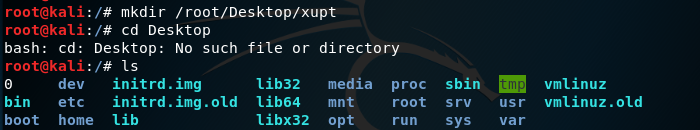 root@kali:/# mkdir /root/Desktop/xupt
root@kali:/# cd Desktop
bash: cd: Desktop: No such file or directory
root@kali:/# ls
0 dev initrd.img lib32 media proc sbin tmp vmlinuz
bin etc initrd.img.old lib64 mnt root srv usr vmlinuz.old
boot home lib libx32 opt run sys var